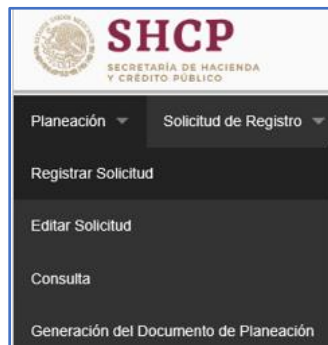 SHCP
SECRETARÍA DE HACIENDA
Y CRÉDITO PÚBLICO
Planeación Solicitud de Registro
Registrar Solicitud
Editar Solicitud
Consulta
Generación del Documento de Planeación